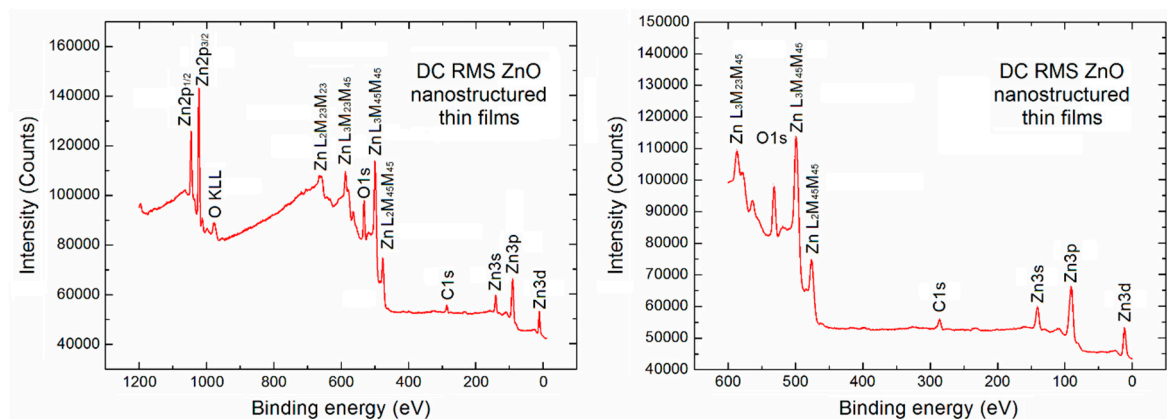 160000
140000
120000
100000
80000
60000
40000
Intensity (Counts)
Zn2p1/2
Zn2p3/2
O KLL
Zn L2M23M23
Zn L3M23M45
O1s
Zn L3M45M45
Zn L2M45M45
C1s
Zn3s
Zn3p
Zn3d
DC RMS ZnO
nanostructured
thin films
1200 1000 800 600 400 200 0
Binding energy (eV)
150000
140000
130000
120000
110000
100000
90000
80000
70000
60000
50000
40000
Intensity (Counts)
Zn L3M23M45
O1s
Zn L3M45M45
Zn L2M45M45
C1s
Zn3s
Zn3p
Zn3d
DC RMS ZnO
nanostructured
thin films
600 500 400 300 200 100 0
Binding energy (eV)